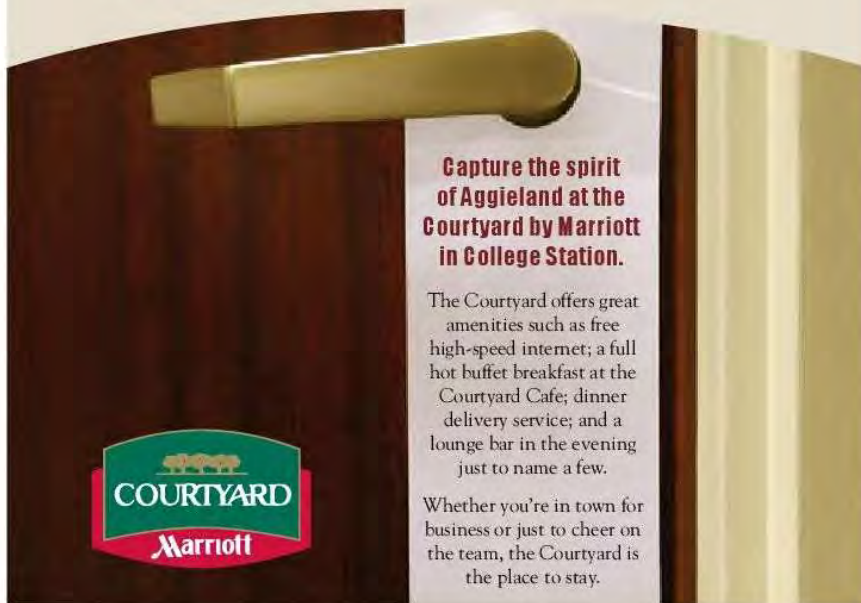 Capture the spirit
of Aggieland at the
Courtyard by Marriott
in College Station.
The Courtyard offers great
amenities such as free
high-speed internet; a full
hot buffet breakfast at the
Courtyard Cafe; dinner
delivery service; and a
lounge bar in the evening
just to name a few.
Whether you're in town for
business or just to cheer on
the team, the Courtyard is
the place to stay.
COURTYARD
Marriott